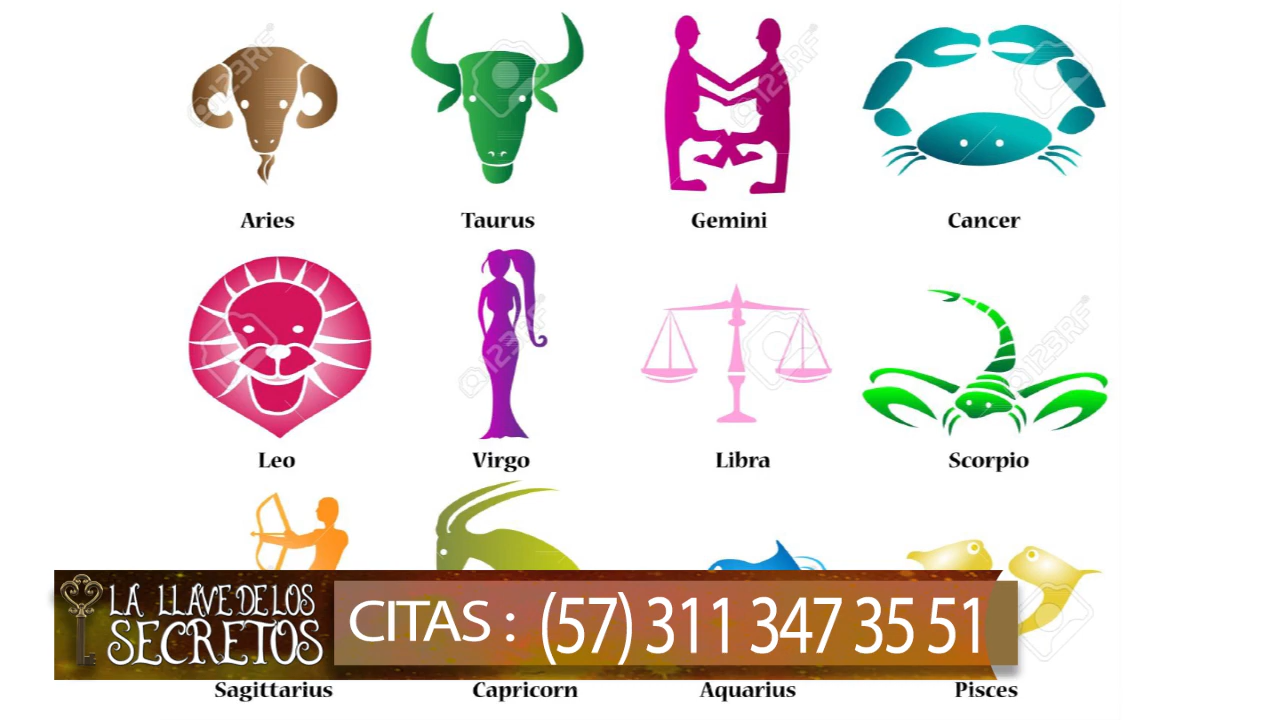 Aries Taurus Gemini Cancer
Leo Virgo Libra Scorpio
LA LLAVE DE LOS
SECRETOS
CITAS : (57) 311 347 35 51
Sagittarius Capricorn Aquarius Pisces
123RF